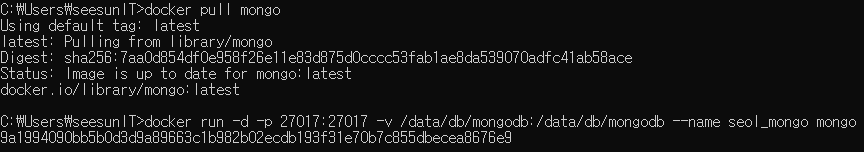 C:₩Users₩seesunIT>docker pull mongo
Using default tag: latest
latest: Pulling from library/mongo
Digest: sha256:7aa0d854df0e958f26e11e83d875d0cccc53fab1ae8da539070adfc41ab58ace
Status: Image is up to date for mongo:latest
docker.io/library/mongo:latest
C:₩Users₩seesunIT>docker run -d -p 27017:27017 -v /data/db/mongodb:/data/db/mongodb --name seol_mongo mongo
9a1994090bb5b0d3d9a89663c1b982b02ecdb193f31e70b7c855dbecea8676e9